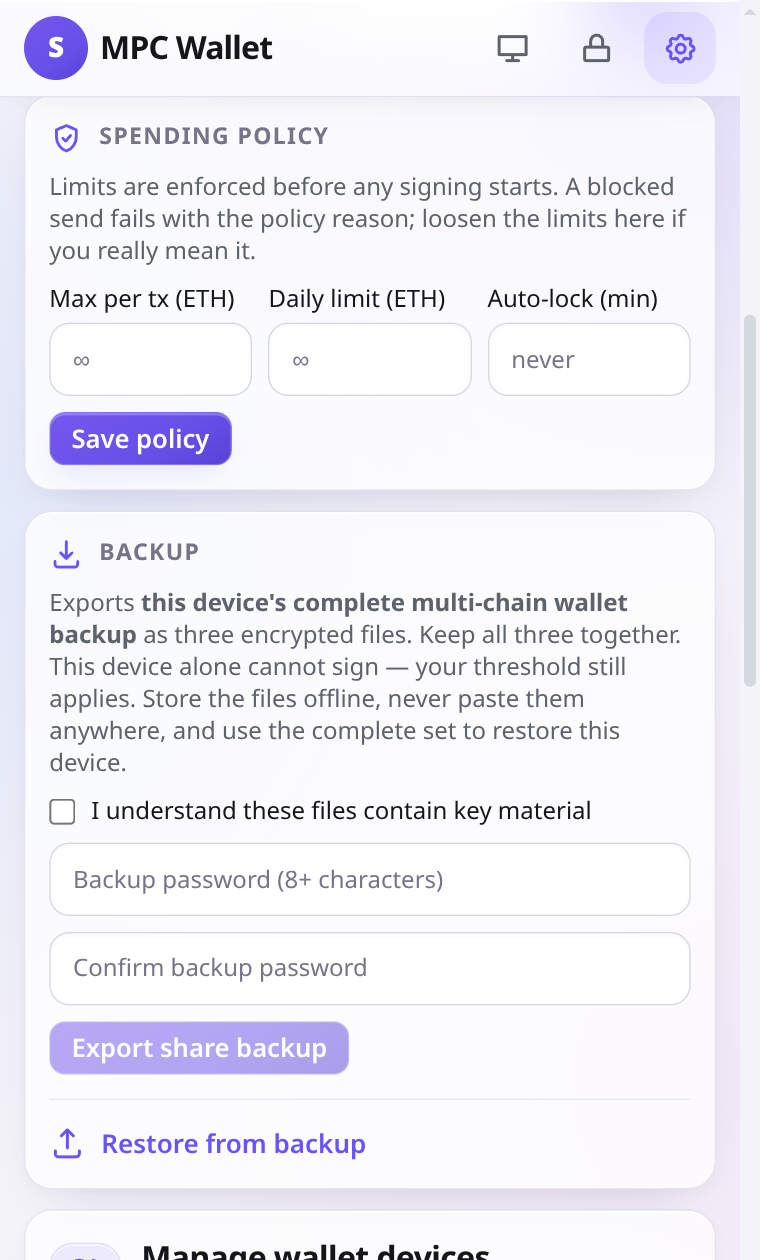 S MPC Wallet
SPENDING POLICY
Limits are enforced before any signing starts. A blocked
send fails with the policy reason; loosen the limits here if
you really mean it.
Max per tx (ETH) Daily limit (ETH) Auto-lock (min)
∞ ∞ never
Save policy
BACKUP
Exports this device's complete multi-chain wallet
backup as three encrypted files. Keep all three together.
This device alone cannot sign — your threshold still
applies. Store the files offline, never paste them
anywhere, and use the complete set to restore this
device.
I understand these files contain key material
Backup password (8+ characters)
Confirm backup password
Export share backup
Restore from backup
Manage wallet devices